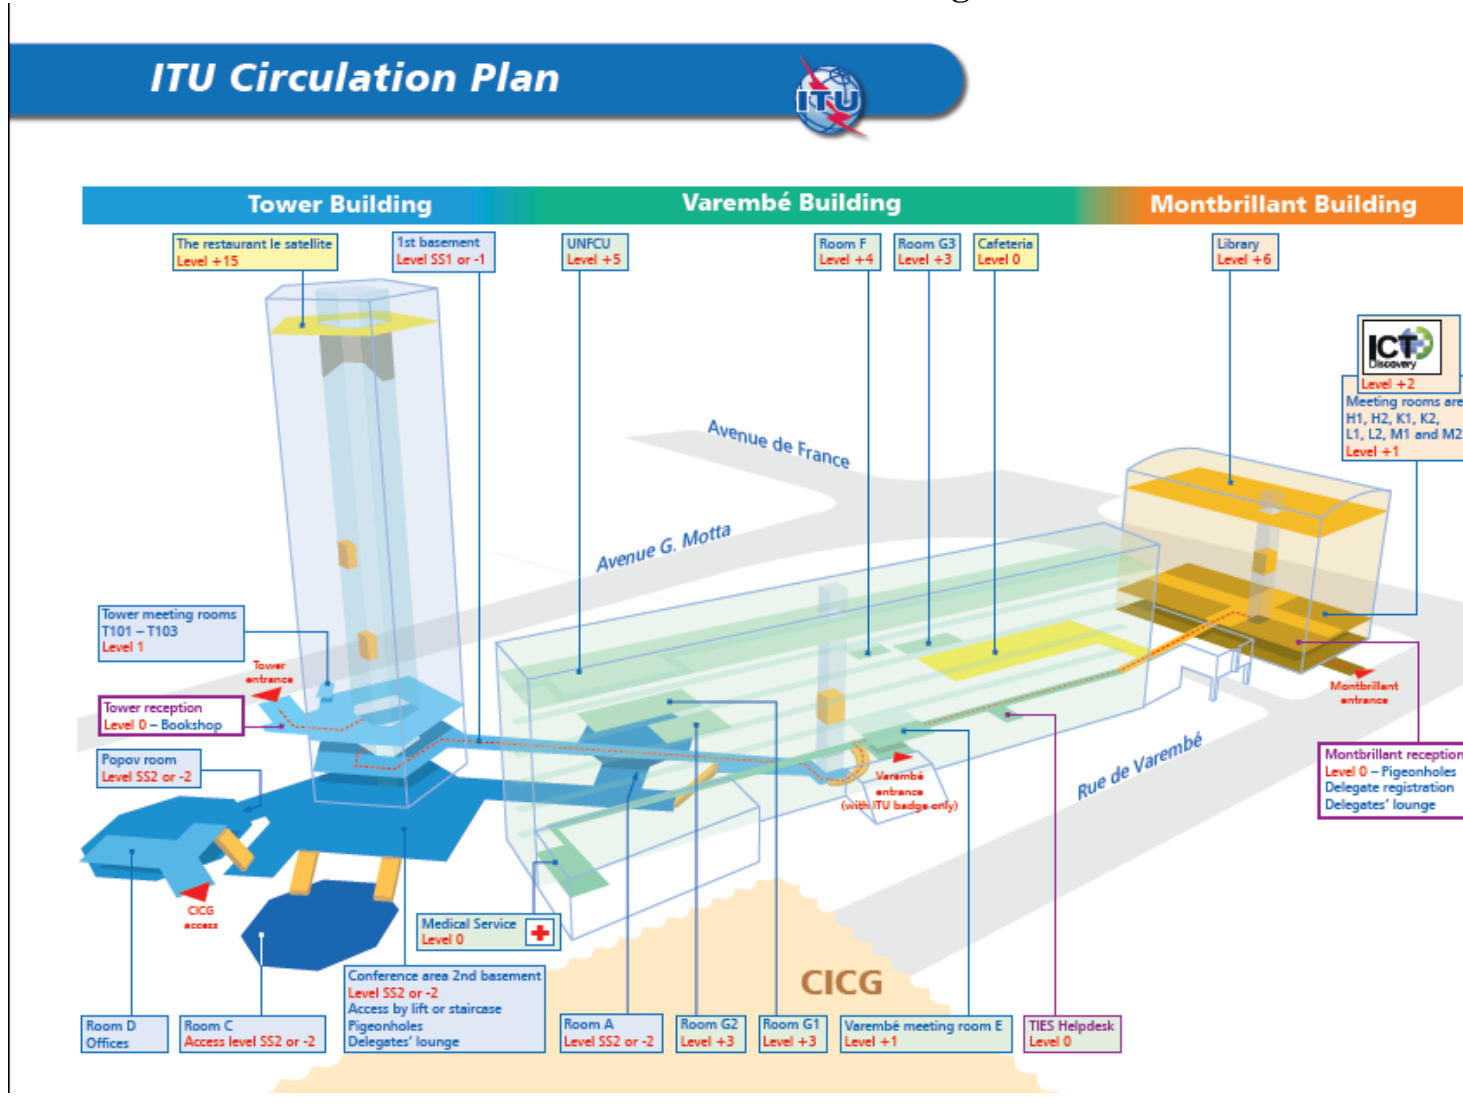 ITU Circulation Plan
ITU
Tower Building
Varembé Building
Montbrillant Building
The restaurant le satellite
Level +15
1st basement
Level SS1 or -1
UNFCU
Level +5
Room F
Level +4
Room G3
Level +3
Cafeteria
Level 0
Library
Level +6
ICT
Discovery
Level +2
Meeting rooms are
H1, H2, K1, K2,
L1, L2, M1 and M2
Level +1
Avenue de France
Avenue G. Motta
Rue de Varembé
Tower meeting rooms
T101 – T103
Level 1
Tower
entrance
Tower reception
Level 0 – Bookshop
Popov room
Level SS2 or -2
Montbrillant
entrance
Montbrillant reception
Level 0 – Pigeonholes
Delegate registration
Delegates' lounge
Varembé
entrance
(with ITU badge only)
CICG
access
Medical Service
Level 0
CICG
Room D
Offices
Room C
Access level SS2 or -2
Conference area 2nd basement
Level SS2 or -2
Access by lift or staircase
Pigeonholes
Delegates' lounge
Room A
Level SS2 or -2
Room G2
Level +3
Room G1
Level +3
Varembé meeting room E
Level +1
TIES Helpdesk
Level 0